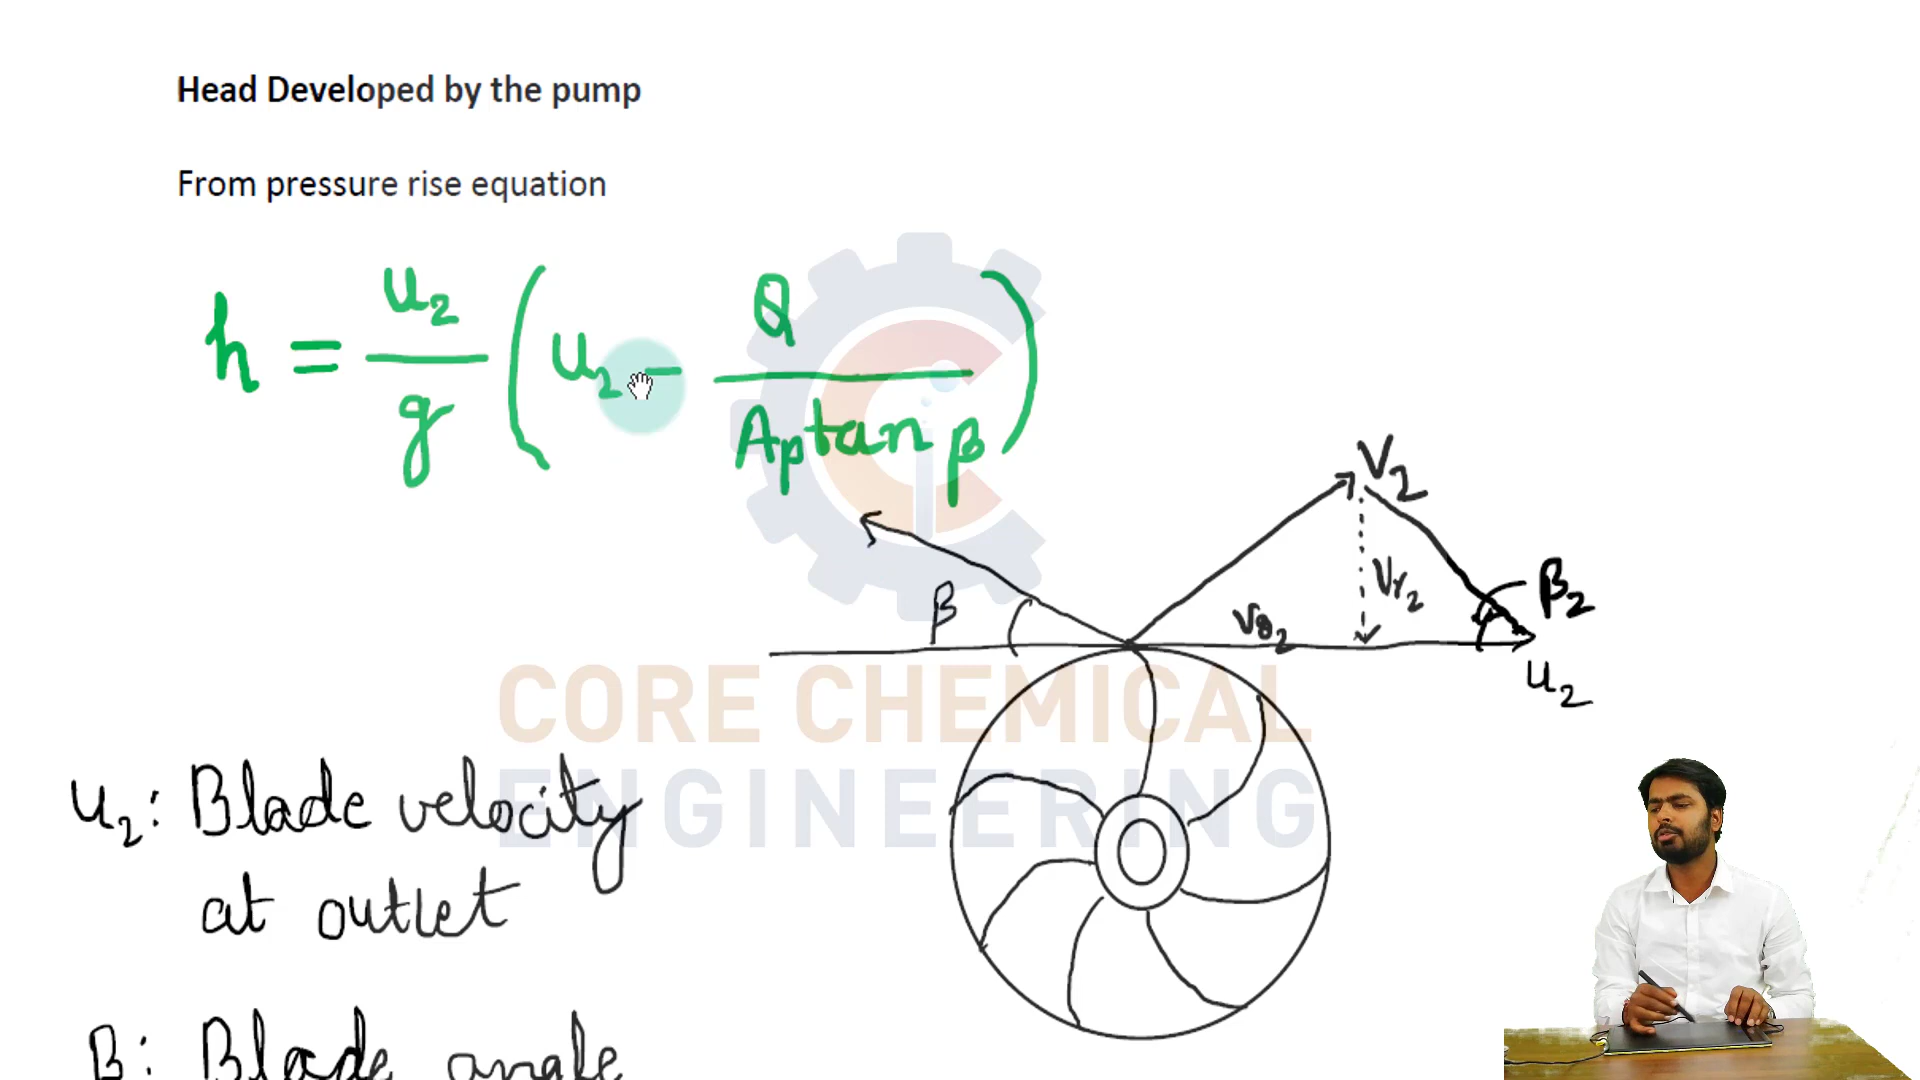 Head Developed by the pump
From pressure rise equation
h = u₂/g (u₂ − Q/(Ap tan β))
V₂
β
Vθ₂
Vr₂
β₂
u₂
CORE CHEMICAL
ENGINEERING
u₂: Blade velocity
at outlet
β: Blade angle